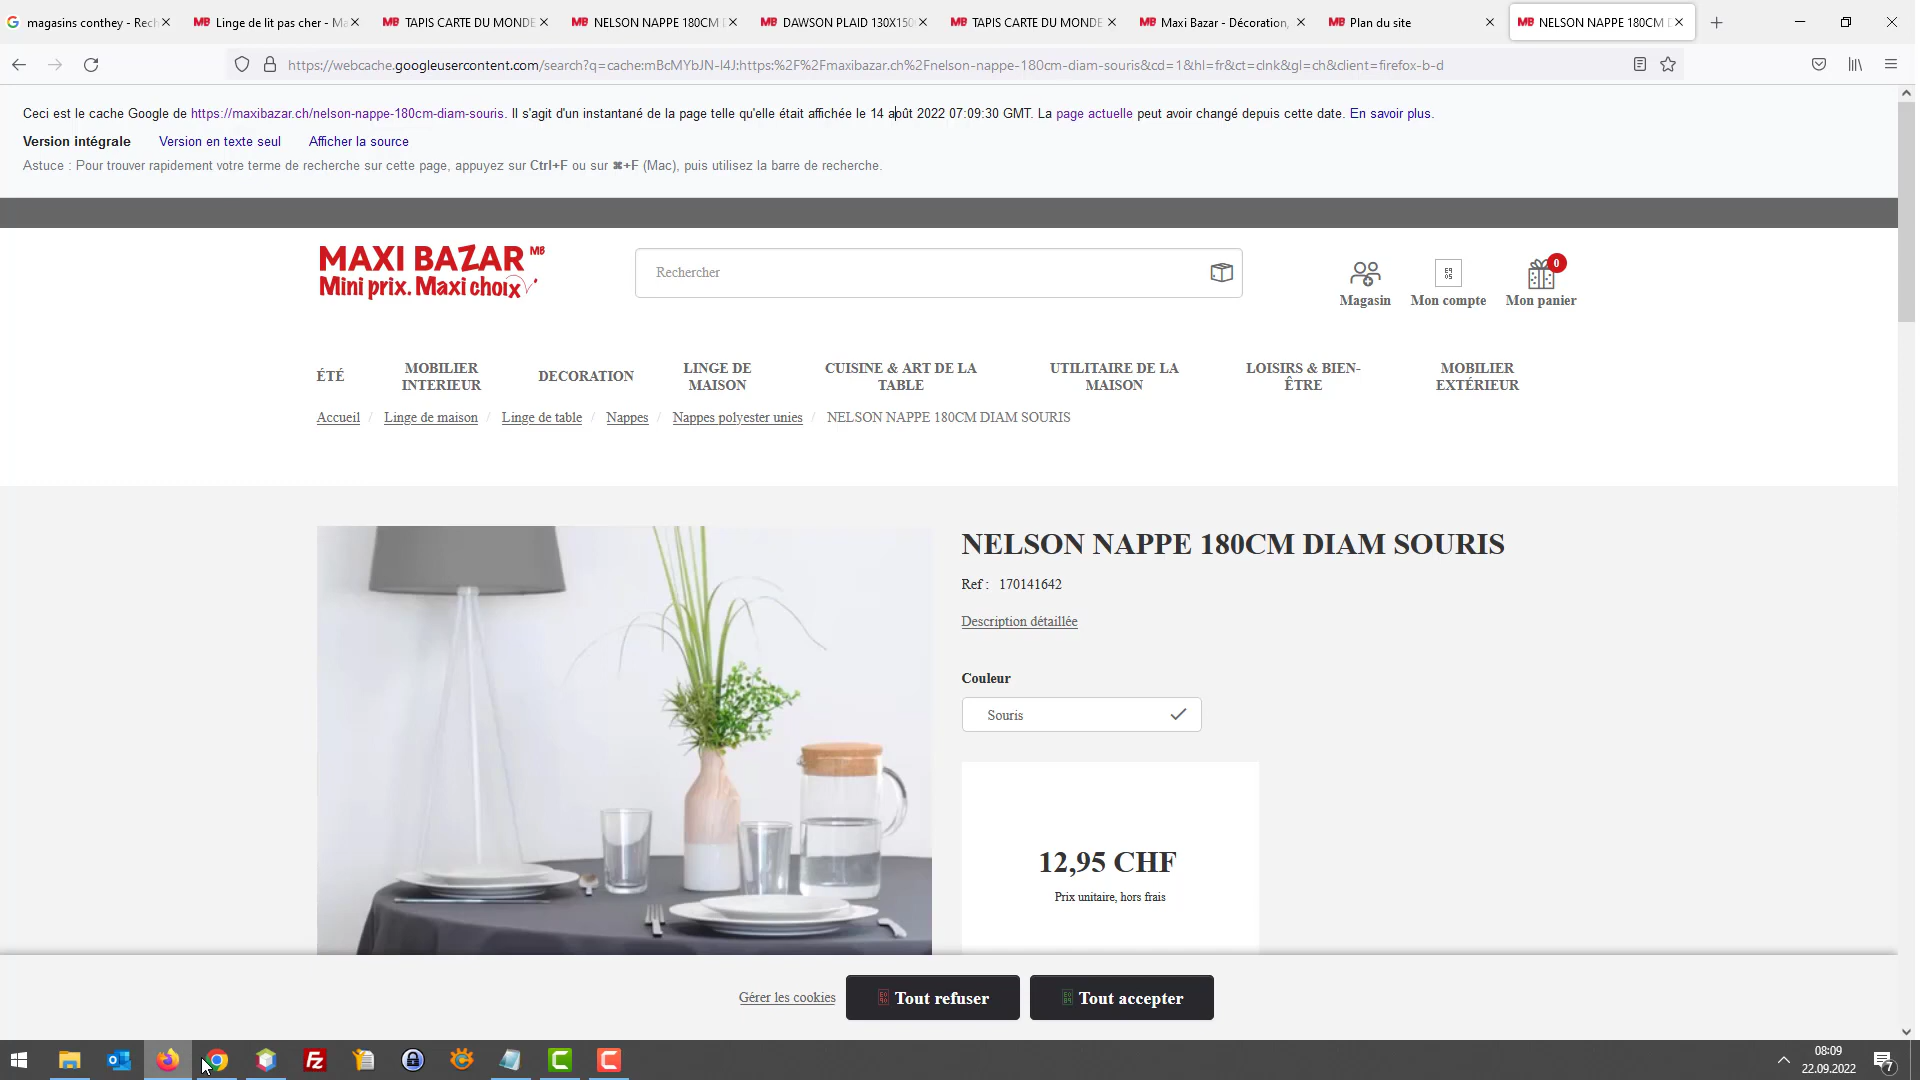 magasins conthey - Rech
Linge de lit pas cher - Ma
TAPIS CARTE DU MONDE
NELSON NAPPE 180CM
DAWSON PLAID 130X150
TAPIS CARTE DU MONDE
Maxi Bazar - Décoration,
Plan du site
NELSON NAPPE 180CM D
https://webcache.googleusercontent.com/search?q=cache:mBcMYbJN-I4J:https:%2F%2Fmaxibazar.ch%2Fnelson-nappe-180cm-diam-souris&cd=1&hl=fr&ct=clnk&gl=ch&client=firefox-b-d
Ceci est le cache Google de https://maxibazar.ch/nelson-nappe-180cm-diam-souris. Il s'agit d'un instantané de la page telle qu'elle était affichée le 14 août 2022 07:09:30 GMT. La page actuelle peut avoir changé depuis cette date. En savoir plus.
Version intégrale Version en texte seul Afficher la source
Astuce : Pour trouver rapidement votre terme de recherche sur cette page, appuyez sur Ctrl+F ou sur ⌘+F (Mac), puis utilisez la barre de recherche.
MAXI BAZAR MB
Mini prix. Maxi choix
Rechercher
0
Magasin Mon compte Mon panier
ÉTÉ
MOBILIER
INTERIEUR
DECORATION
LINGE DE
MAISON
CUISINE & ART DE LA
TABLE
UTILITAIRE DE LA
MAISON
LOISIRS & BIEN-
ÊTRE
MOBILIER
EXTÉRIEUR
Accueil / Linge de maison / Linge de table / Nappes / Nappes polyester unies / NELSON NAPPE 180CM DIAM SOURIS
NELSON NAPPE 180CM DIAM SOURIS
Ref : 170141642
Description détaillée
Couleur
Souris
12,95 CHF
Prix unitaire, hors frais
Gérer les cookies
Tout refuser
Tout accepter
08:09
22.09.2022
7